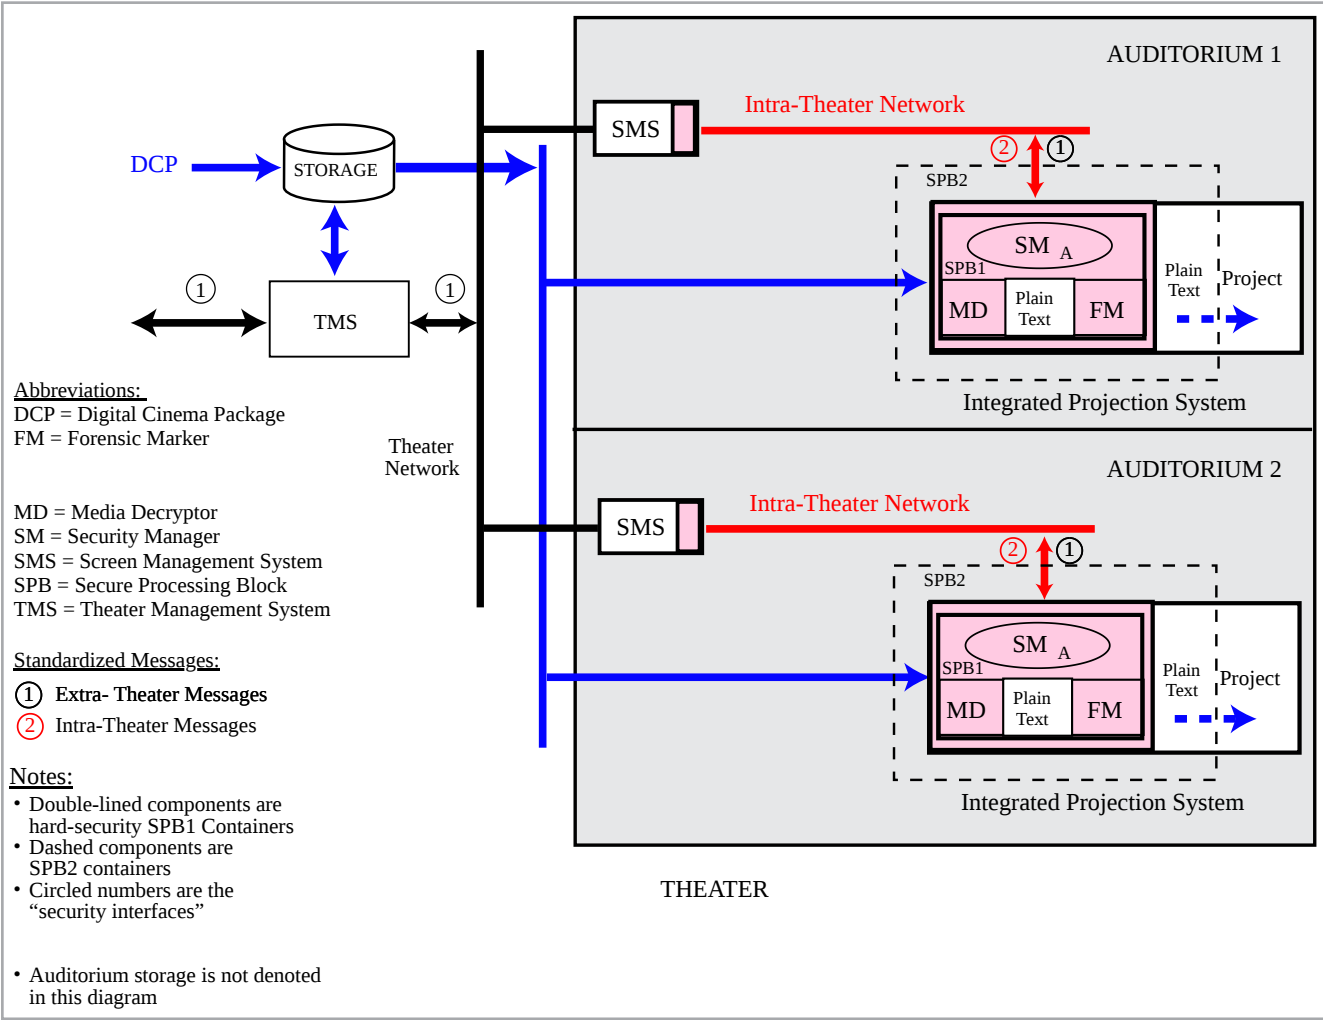 AUDITORIUM 1
Intra-Theater Network
SMS
2 1
DCP
STORAGE
SPB2
SM A
SPB1
MD
Plain
Text
FM
Plain
Text
Project
Integrated Projection System
1
1
TMS
Abbreviations:
DCP = Digital Cinema Package
FM = Forensic Marker
MD = Media Decryptor
SM = Security Manager
SMS = Screen Management System
SPB = Secure Processing Block
TMS = Theater Management System
Theater
Network
AUDITORIUM 2
Intra-Theater Network
SMS
2 1
SPB2
SM A
SPB1
MD
Plain
Text
FM
Plain
Text
Project
Integrated Projection System
Standardized Messages:
1 Extra- Theater Messages
2 Intra-Theater Messages
Notes:
• Double-lined components are
hard-security SPB1 Containers
• Dashed components are
SPB2 containers
• Circled numbers are the
“security interfaces”
• Auditorium storage is not denoted
in this diagram
THEATER